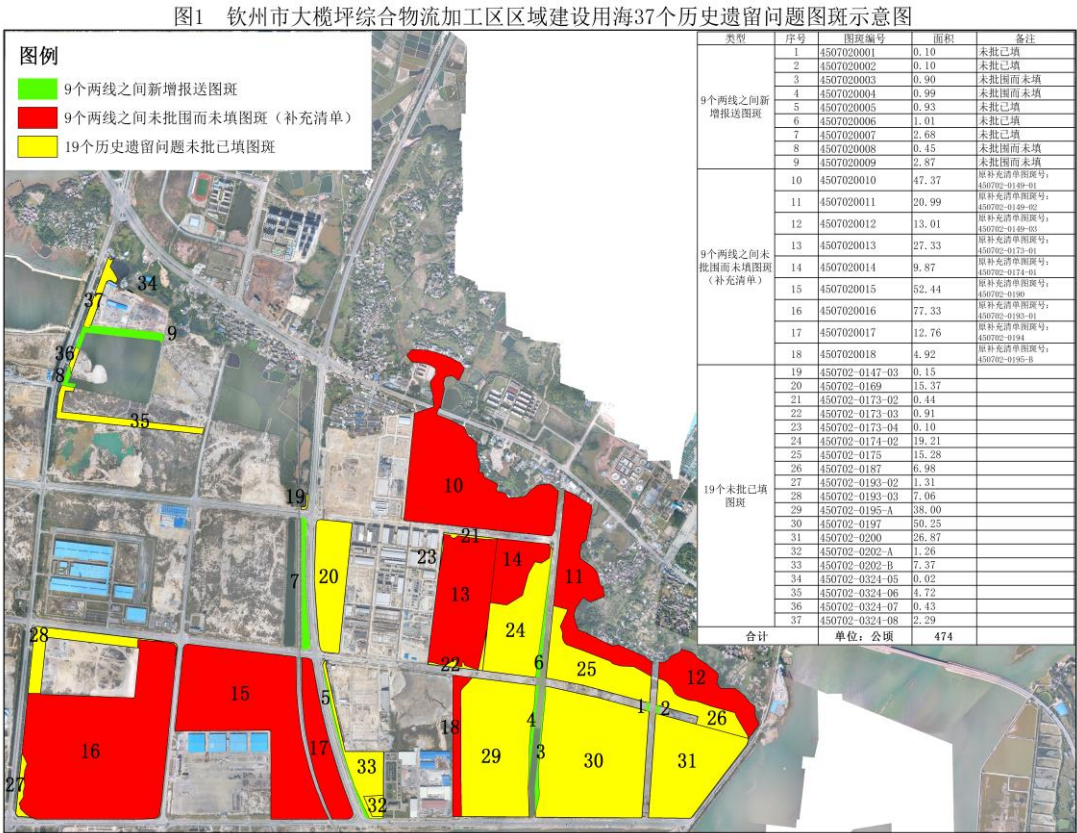 图1 钦州市大榄坪综合物流加工区区域建设用海37个历史遗留问题图斑示意图
图例
9个两线之间新增报送图斑
9个两线之间未批围而未填图斑（补充清单）
19个历史遗留问题未批已填图斑
类型 序号 图斑编号 面积 备注
9个两线之间新增报送图斑
1 4507020001 0.10 未批已填
2 4507020002 0.10 未批已填
3 4507020003 0.90 未批围而未填
4 4507020004 0.99 未批围而未填
5 4507020005 0.93 未批已填
6 4507020006 1.01 未批已填
7 4507020007 2.68 未批已填
8 4507020008 0.45 未批围而未填
9 4507020009 2.87 未批围而未填
9个两线之间未批围而未填图斑（补充清单）
10 4507020010 47.37 原补充清单图斑号：450702-0149-01
11 4507020011 20.99 原补充清单图斑号：450702-0149-02
12 4507020012 13.01 原补充清单图斑号：450702-0149-03
13 4507020013 27.33 原补充清单图斑号：450702-0173-01
14 4507020014 9.87 原补充清单图斑号：450702-0174-01
15 4507020015 52.44 原补充清单图斑号：450702-0190
16 4507020016 77.33 原补充清单图斑号：450702-0193-01
17 4507020017 12.76 原补充清单图斑号：450702-0194
18 4507020018 4.92 原补充清单图斑号：450702-0195-B
19个未批已填图斑
19 450702-0147-03 0.15
20 450702-0169 15.37
21 450702-0173-02 0.44
22 450702-0173-03 0.91
23 450702-0173-04 0.10
24 450702-0174-02 19.21
25 450702-0175 15.28
26 450702-0187 6.98
27 450702-0193-02 1.31
28 450702-0193-03 7.06
29 450702-0195-A 38.00
30 450702-0197 50.25
31 450702-0200 26.87
32 450702-0202-A 1.26
33 450702-0202-B 7.37
34 450702-0324-05 0.02
35 450702-0324-06 4.72
36 450702-0324-07 0.43
37 450702-0324-08 2.29
合计 单位：公顷 474
34
37
9
36
8
35
19
10
21
23
14
7
20
13
11
24
28
22
6
25
12
5
15
1
2
26
18
4
17
16
3
29
30
31
33
27
32